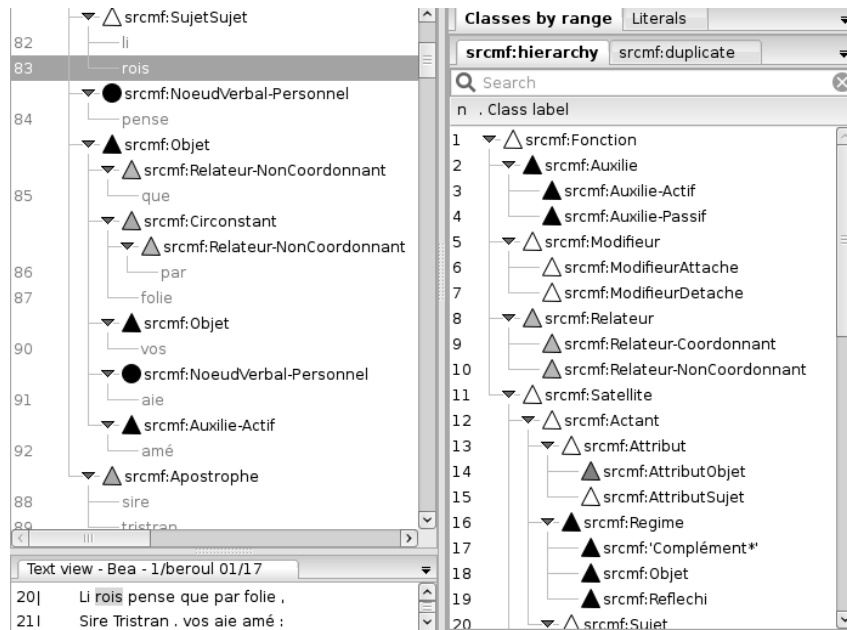 srcmf:SujetSujet
82 li
83 rois
srcmf:NoeudVerbal-Personnel
84 pense
srcmf:Objet
srcmf:Relateur-NonCoordonnant
85 que
srcmf:Circonstant
srcmf:Relateur-NonCoordonnant
86 par
87 folie
srcmf:Objet
90 vos
srcmf:NoeudVerbal-Personnel
91 aie
srcmf:Auxilie-Actif
92 amé
srcmf:Apostrophe
88 sire
89 tristran
Text view - Bea - 1/beroul 01/17
20| Li rois pense que par folie ,
21| Sire Tristran . vos aie amé ;
Classes by range Literals
srcmf:hierarchy srcmf:duplicate
Search
n . Class label
1 srcmf:Fonction
2 srcmf:Auxilie
3 srcmf:Auxilie-Actif
4 srcmf:Auxilie-Passif
5 srcmf:Modifieur
6 srcmf:ModifieurAttache
7 srcmf:ModifieurDetache
8 srcmf:Relateur
9 srcmf:Relateur-Coordonnant
10 srcmf:Relateur-NonCoordonnant
11 srcmf:Satellite
12 srcmf:Actant
13 srcmf:Attribut
14 srcmf:AttributObjet
15 srcmf:AttributSujet
16 srcmf:Regime
17 srcmf:'Complément*'
18 srcmf:Objet
19 srcmf:Reflechi
20 srcmf:Sujet